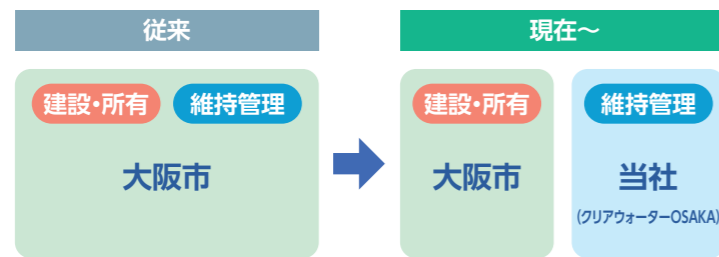 従来
建設・所有 維持管理
大阪市
現在～
建設・所有
大阪市
維持管理
当社
(クリアウォーターOSAKA)